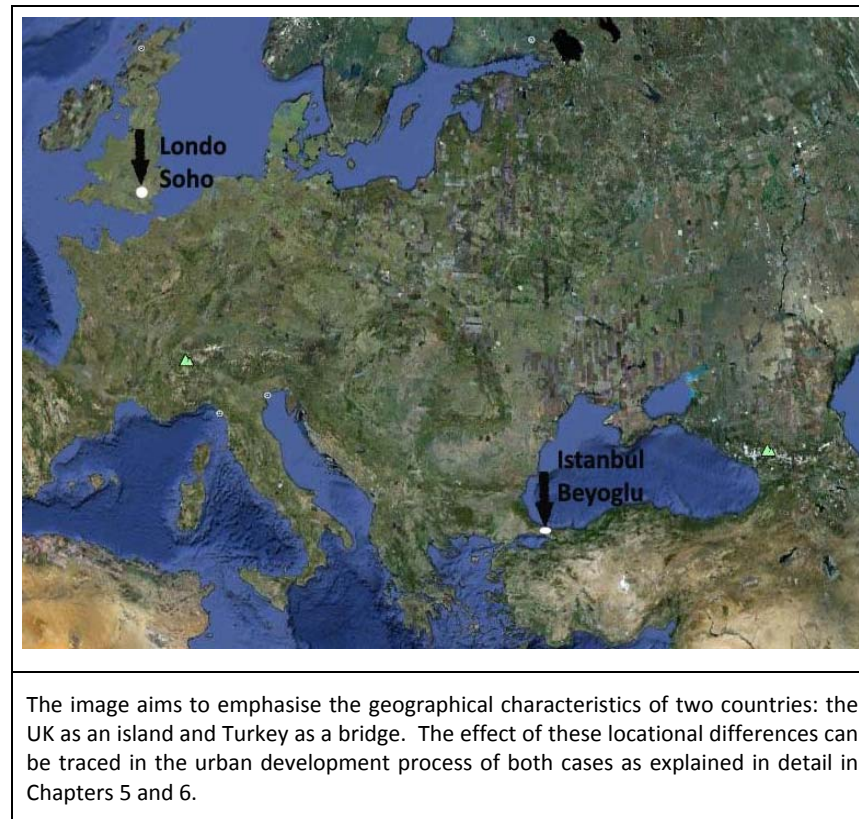 Londo
Soho
Istanbul
Beyoglu
The image aims to emphasise the geographical characteristics of two countries: the
UK as an island and Turkey as a bridge. The effect of these locational differences can
be traced in the urban development process of both cases as explained in detail in
Chapters 5 and 6.